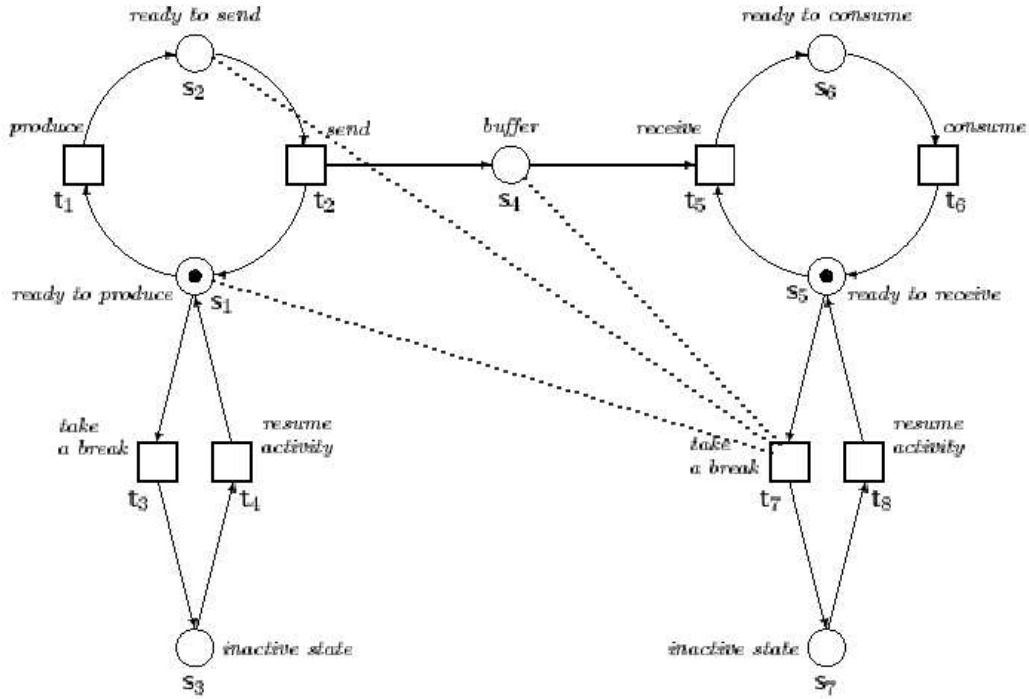 ready to send
ready to consume
s₂
s₆
produce
send
buffer
receive
consume
t₁
t₂
s₄
t₅
t₆
ready to produce
s₁
s₅
ready to receive
take
a break
resume
activity
take
a break
resume
activity
t₃
t₄
t₇
t₈
inactive state
s₃
inactive state
s₇